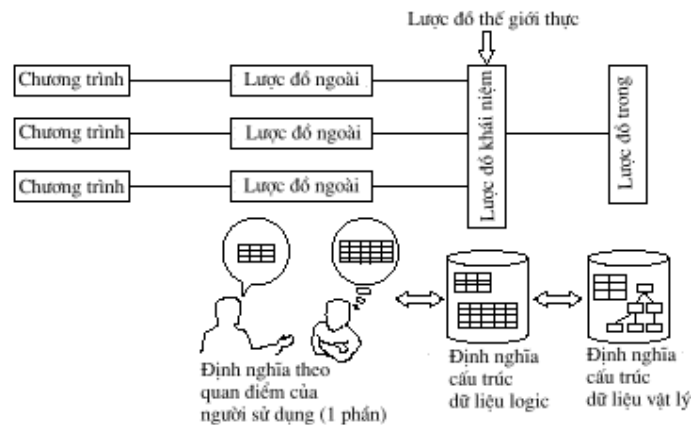 Lược đồ thế giới thực
Chương trình
Lược đồ ngoài
Chương trình
Lược đồ ngoài
Chương trình
Lược đồ ngoài
Lược đồ khái niệm
Lược đồ trong
Định nghĩa theo
quan điểm của
người sử dụng (1 phần)
Định nghĩa
cấu trúc
dữ liệu logic
Định nghĩa
cấu trúc
dữ liệu vật lý